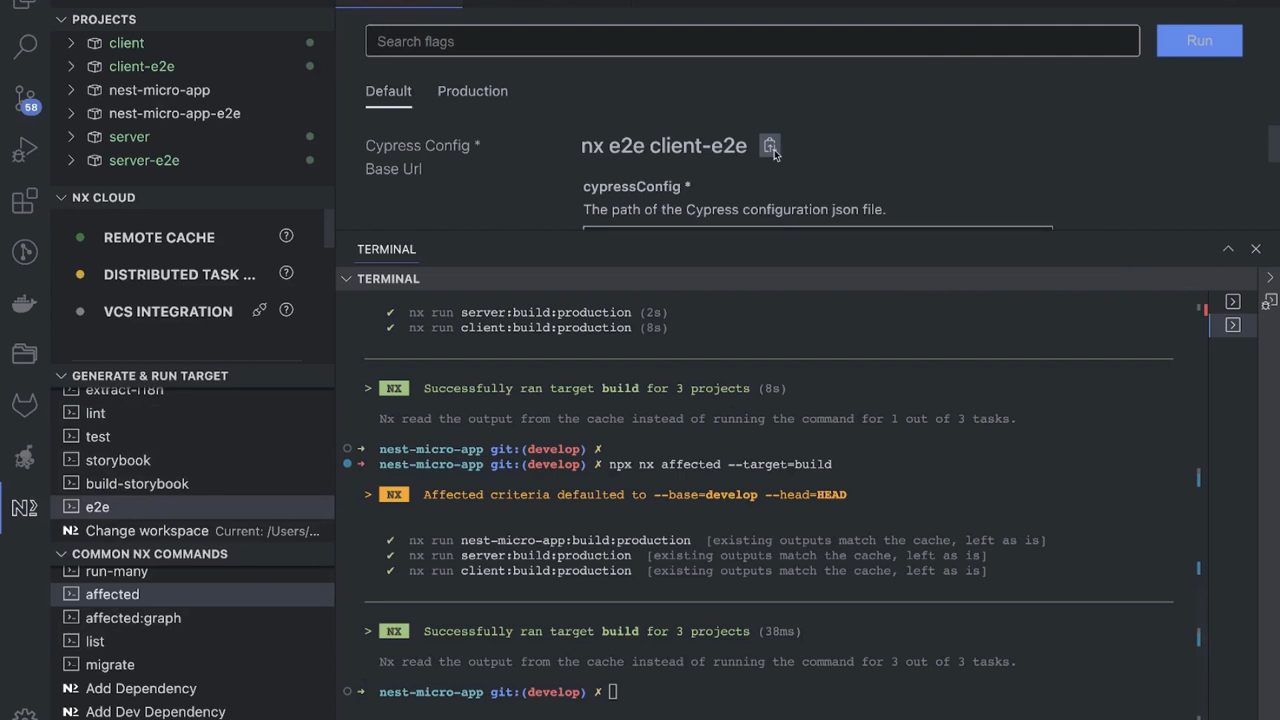 PROJECTS
client
client-e2e
nest-micro-app
nest-micro-app-e2e
server
server-e2e
58
NX CLOUD
REMOTE CACHE
DISTRIBUTED TASK ...
VCS INTEGRATION
GENERATE & RUN TARGET
extract-i18n
lint
test
storybook
build-storybook
e2e
Change workspace Current: /Users/...
COMMON NX COMMANDS
run-many
affected
affected:graph
list
migrate
Add Dependency
Add Dev Dependency
Search flags
Run
Default Production
Cypress Config *
Base Url
nx e2e client-e2e
cypressConfig *
The path of the Cypress configuration json file.
TERMINAL
TERMINAL
✔ nx run server:build:production (2s)
✔ nx run client:build:production (8s)
> NX Successfully ran target build for 3 projects (8s)
Nx read the output from the cache instead of running the command for 1 out of 3 tasks.
➜ nest-micro-app git:(develop) ✗
➜ nest-micro-app git:(develop) ✗ npx nx affected --target=build
> NX Affected criteria defaulted to --base=develop --head=HEAD
✔ nx run nest-micro-app:build:production [existing outputs match the cache, left as is]
✔ nx run server:build:production [existing outputs match the cache, left as is]
✔ nx run client:build:production [existing outputs match the cache, left as is]
> NX Successfully ran target build for 3 projects (38ms)
Nx read the output from the cache instead of running the command for 3 out of 3 tasks.
➜ nest-micro-app git:(develop) ✗